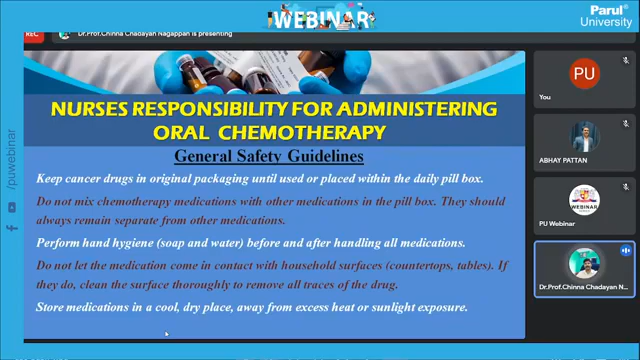 WEBINAR
Parul®
University
REC
Dr.Prof.Chinna Chadayan Nagappan is presenting
NURSES RESPONSIBILITY FOR ADMINISTERING
ORAL CHEMOTHERAPY
General Safety Guidelines
Keep cancer drugs in original packaging until used or placed within the daily pill box.
Do not mix chemotherapy medications with other medications in the pill box. They should
always remain separate from other medications.
Perform hand hygiene (soap and water) before and after handling all medications.
Do not let the medication come in contact with household surfaces (countertops, tables). If
they do, clean the surface thoroughly to remove all traces of the drug.
Store medications in a cool, dry place, away from excess heat or sunlight exposure.
/puwebinar
PU
You
ABHAY PATTAN
WEBINAR
PU Webinar
Dr.Prof.Chinna Chadayan N...